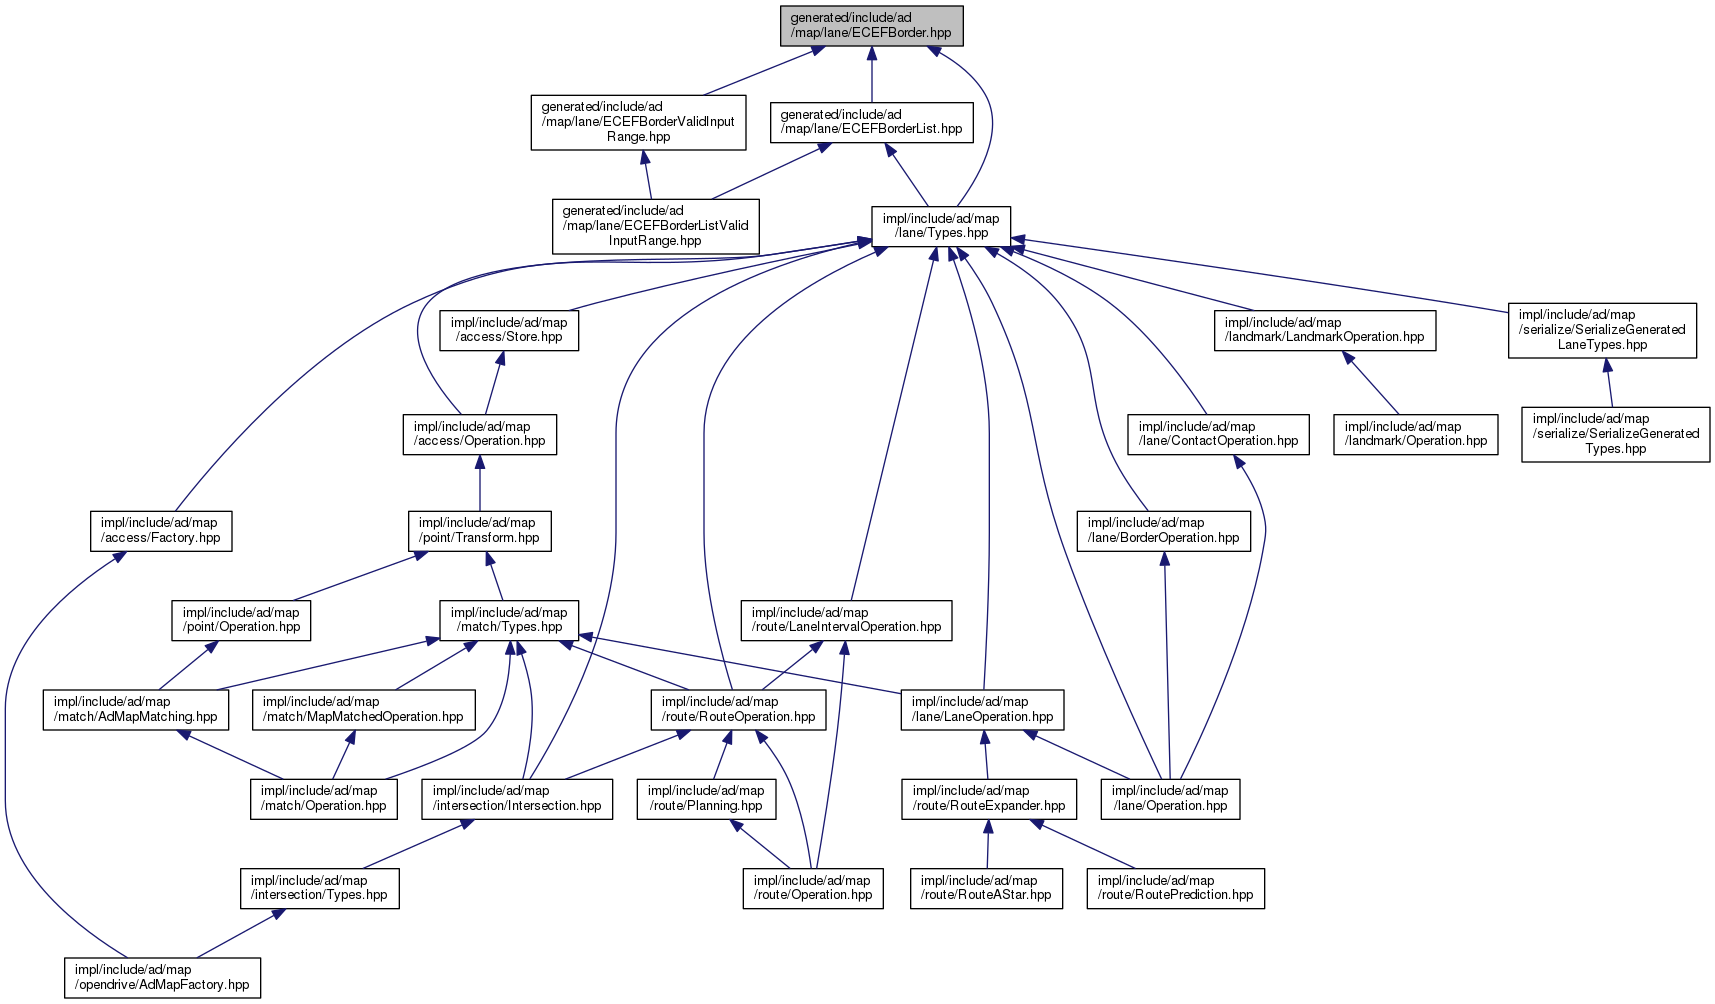 generated/include/ad
/map/lane/ECEFBorder.hpp
generated/include/ad
/map/lane/ECEFBorderValidInput
Range.hpp
generated/include/ad
/map/lane/ECEFBorderList.hpp
generated/include/ad
/map/lane/ECEFBorderListValid
InputRange.hpp
impl/include/ad/map
/lane/Types.hpp
impl/include/ad/map
/access/Store.hpp
impl/include/ad/map
/landmark/LandmarkOperation.hpp
impl/include/ad/map
/serialize/SerializeGenerated
LaneTypes.hpp
impl/include/ad/map
/access/Operation.hpp
impl/include/ad/map
/lane/ContactOperation.hpp
impl/include/ad/map
/landmark/Operation.hpp
impl/include/ad/map
/serialize/SerializeGenerated
Types.hpp
impl/include/ad/map
/access/Factory.hpp
impl/include/ad/map
/point/Transform.hpp
impl/include/ad/map
/lane/BorderOperation.hpp
impl/include/ad/map
/point/Operation.hpp
impl/include/ad/map
/match/Types.hpp
impl/include/ad/map
/route/LaneIntervalOperation.hpp
impl/include/ad/map
/match/AdMapMatching.hpp
impl/include/ad/map
/match/MapMatchedOperation.hpp
impl/include/ad/map
/route/RouteOperation.hpp
impl/include/ad/map
/lane/LaneOperation.hpp
impl/include/ad/map
/match/Operation.hpp
impl/include/ad/map
/intersection/Intersection.hpp
impl/include/ad/map
/route/Planning.hpp
impl/include/ad/map
/route/RouteExpander.hpp
impl/include/ad/map
/lane/Operation.hpp
impl/include/ad/map
/intersection/Types.hpp
impl/include/ad/map
/route/Operation.hpp
impl/include/ad/map
/route/RouteAStar.hpp
impl/include/ad/map
/route/RoutePrediction.hpp
impl/include/ad/map
/opendrive/AdMapFactory.hpp